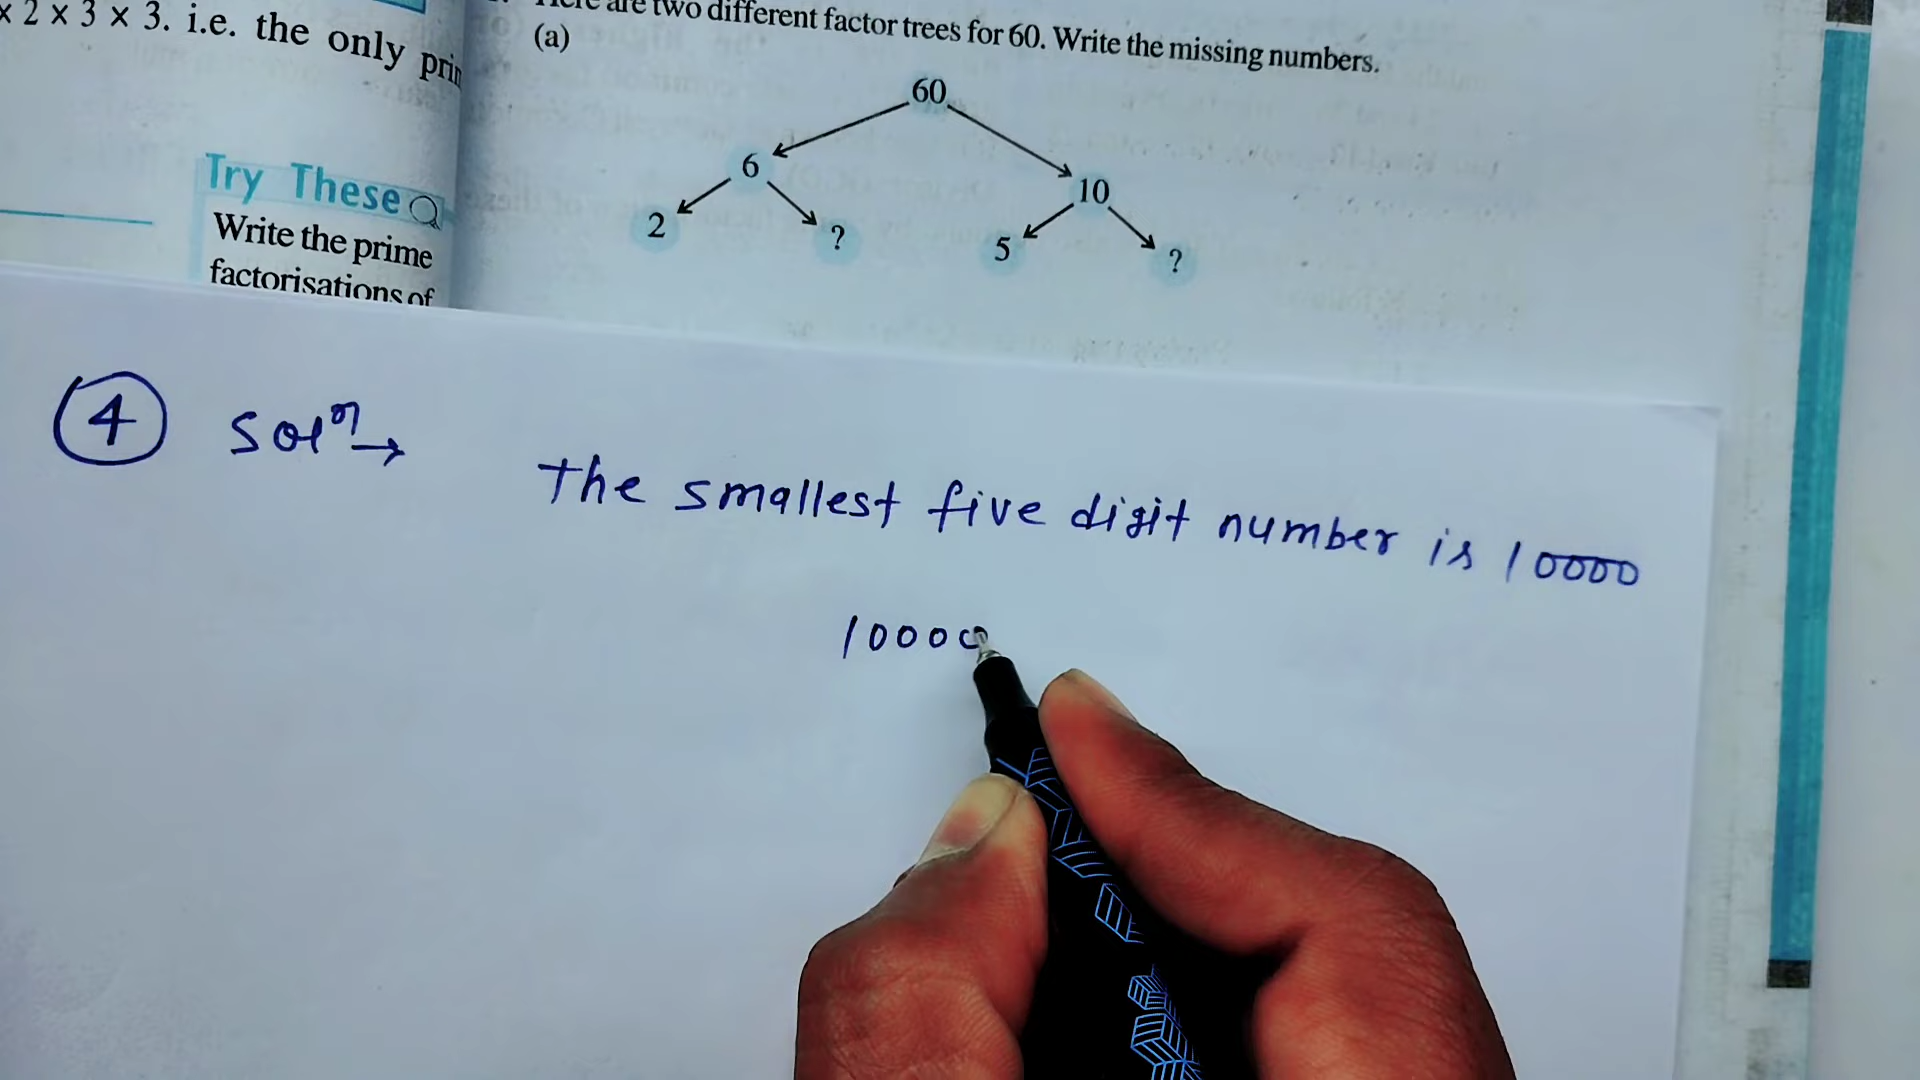 × 2 × 3 × 3. i.e. the only prin
Try These
Write the prime
factorisations of
Here are two different factor trees for 60. Write the missing numbers.
(a)
60
6
10
2
?
5
?
4 Solⁿ→
The smallest five digit number is 10000
10000